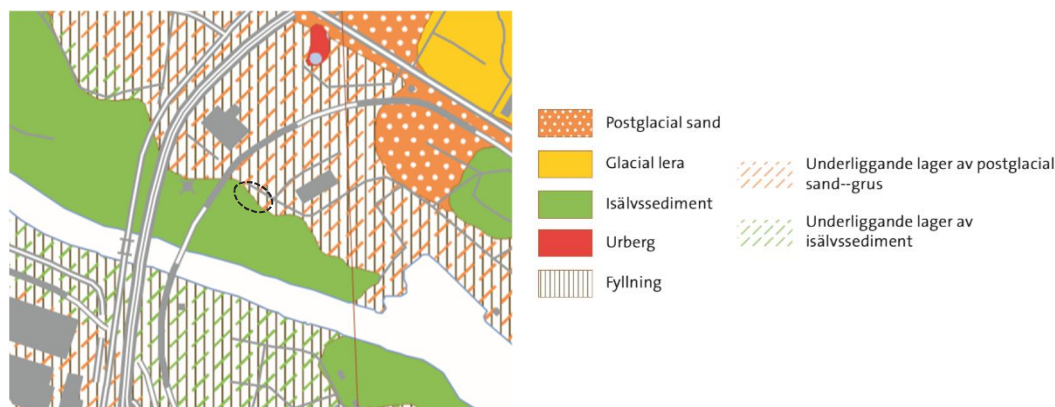 Postglacial sand
Glacial lera
Isälvssediment
Urberg
Fyllning
Underliggande lager av postglacial
sand--grus
Underliggande lager av
isälvssediment